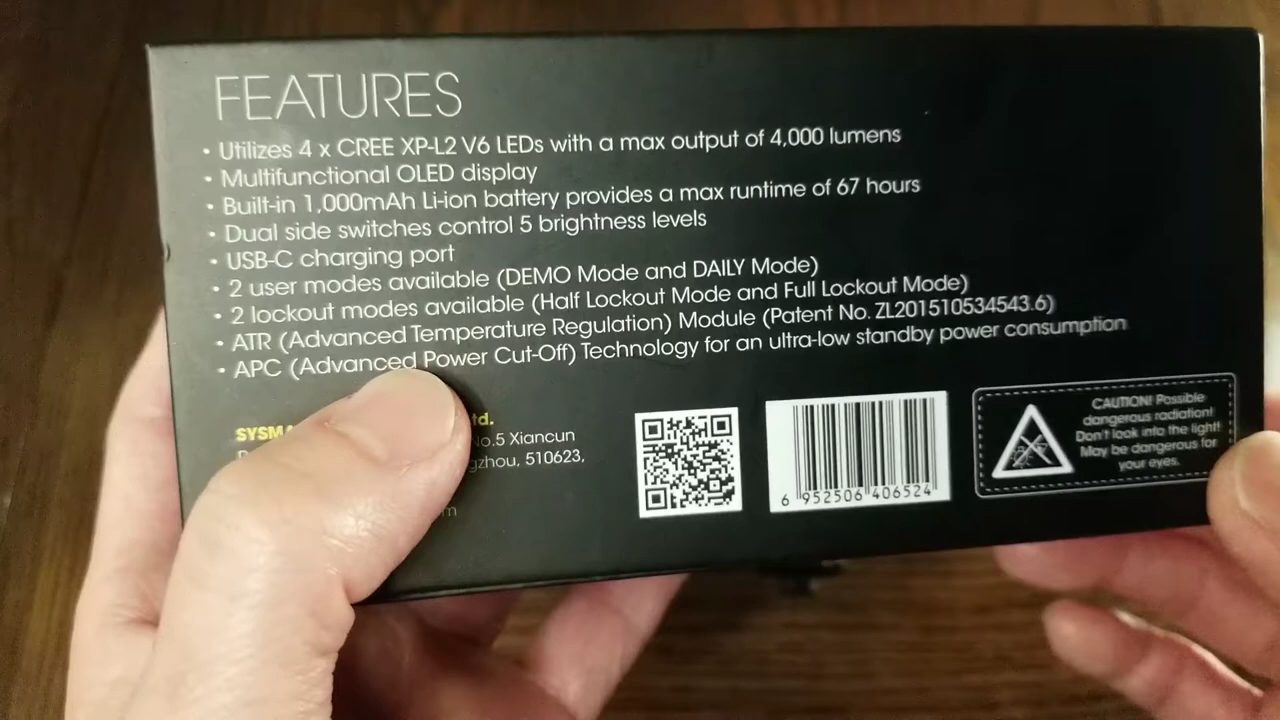 FEATURES
• Utilizes 4 x CREE XP-L2 V6 LEDs with a max output of 4,000 lumens
• Multifunctional OLED display
• Built-in 1,000mAh Li-ion battery provides a max runtime of 67 hours
• Dual side switches control 5 brightness levels
• USB-C charging port
• 2 user modes available (DEMO Mode and DAILY Mode)
• 2 lockout modes available (Half Lockout Mode and Full Lockout Mode)
• ATR (Advanced Temperature Regulation) Module (Patent No. ZL201510534543.6)
• APC (Advanced Power Cut-Off) Technology for an ultra-low standby power consumption
td.
No.5 Xiancun
gzhou, 510623,
6 952506 406524
CAUTION! Possible
dangerous radiation!
Don't look into the light!
May be dangerous for
your eyes.